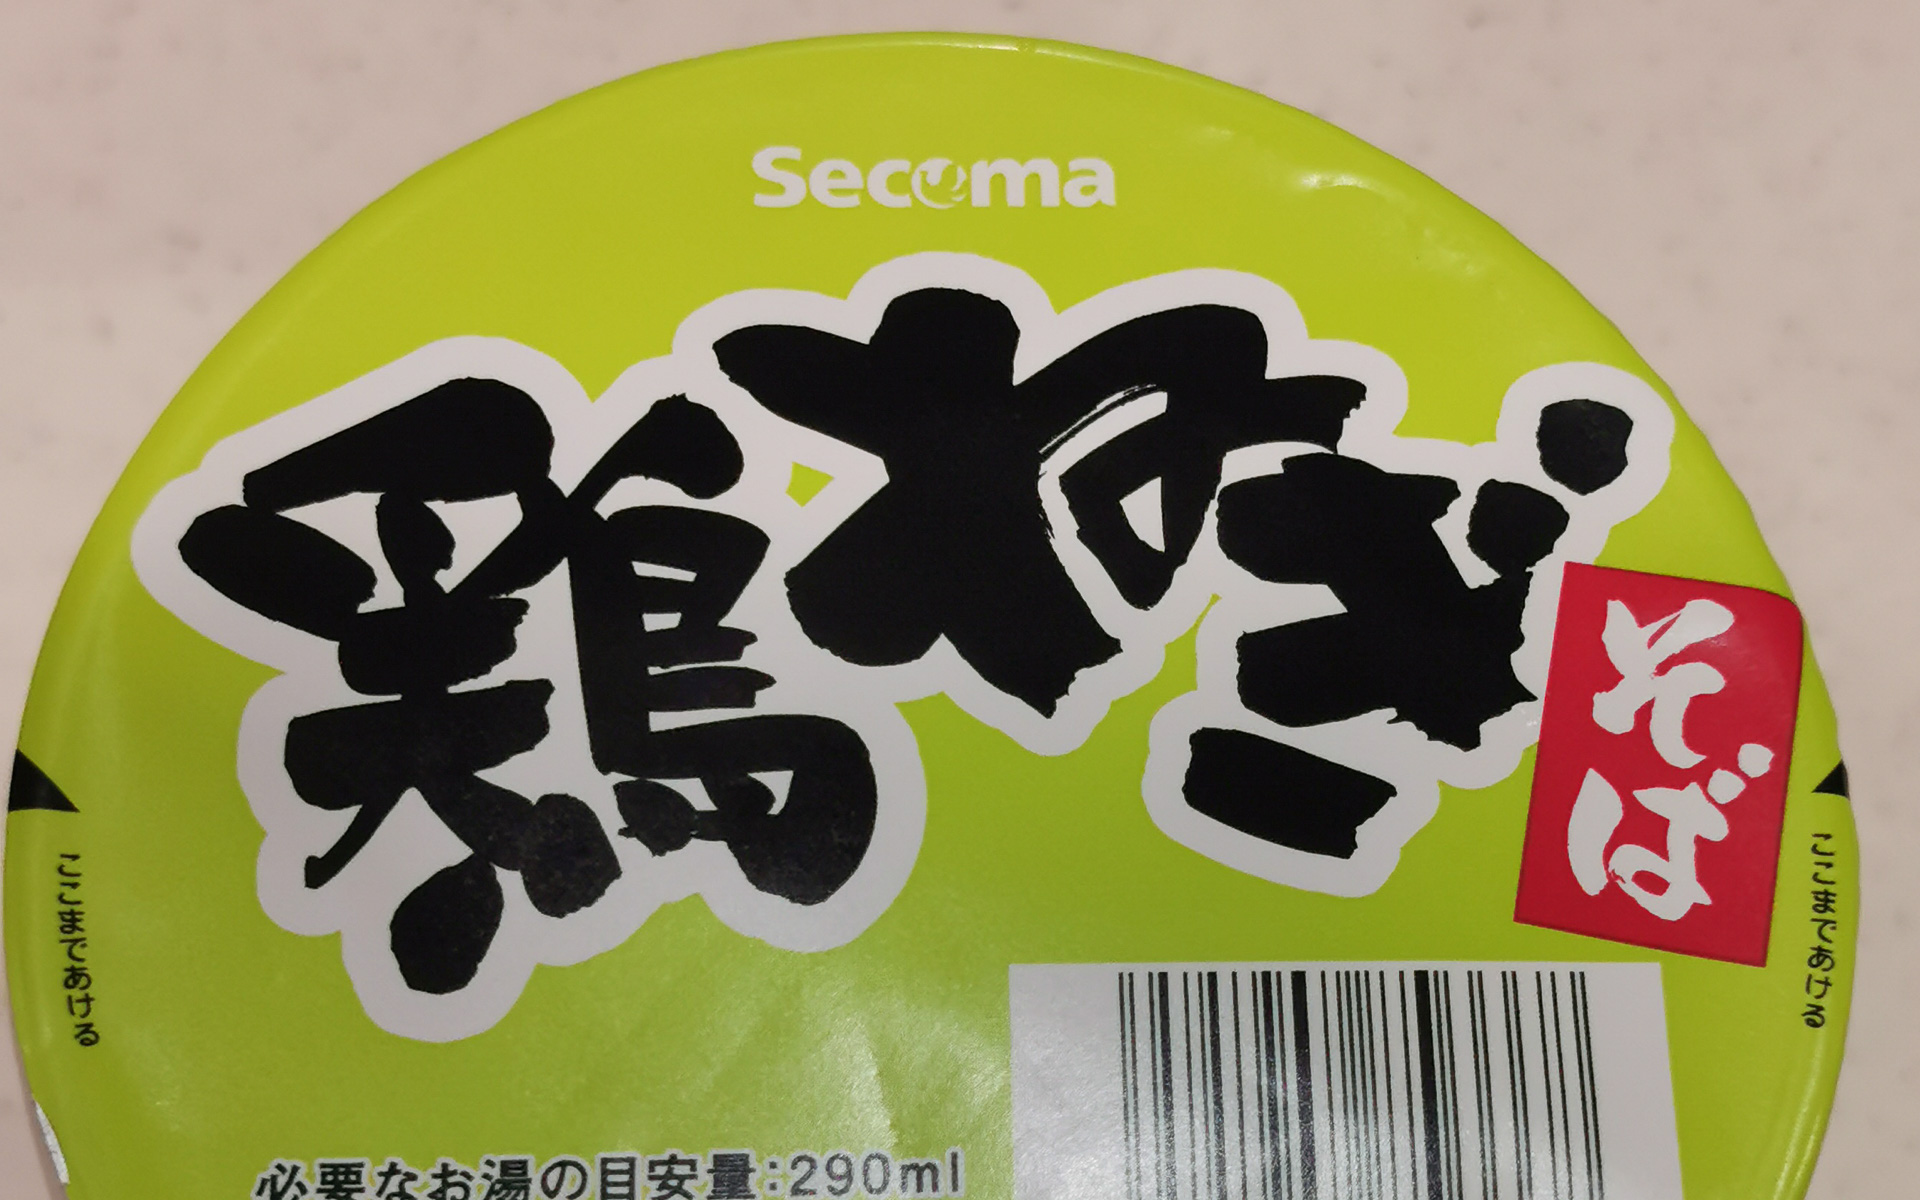 Secoma
鶏ねぎ
そば
ここまであける
ここまであける
必要なお湯の目安量:290ml